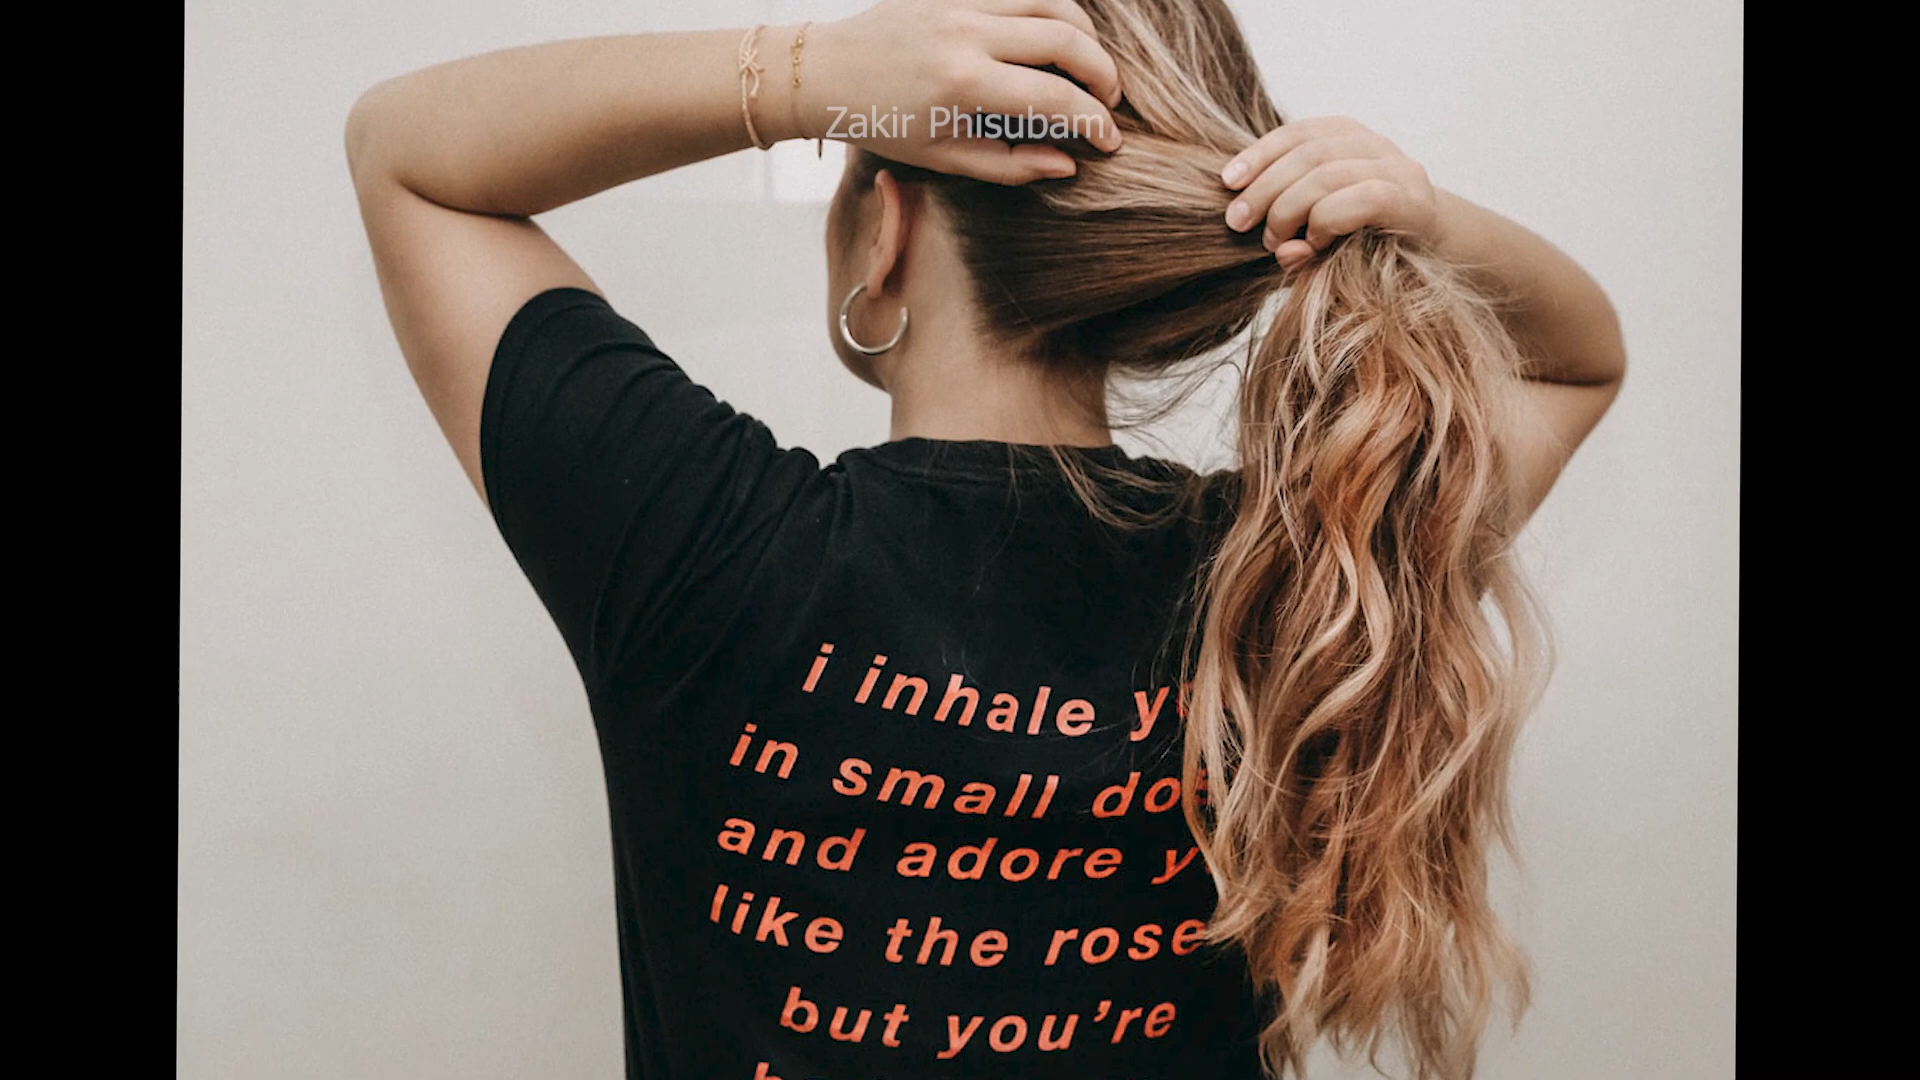 Zakir Phisubam
i inhale
in small
and adore
like the rose
but you’re